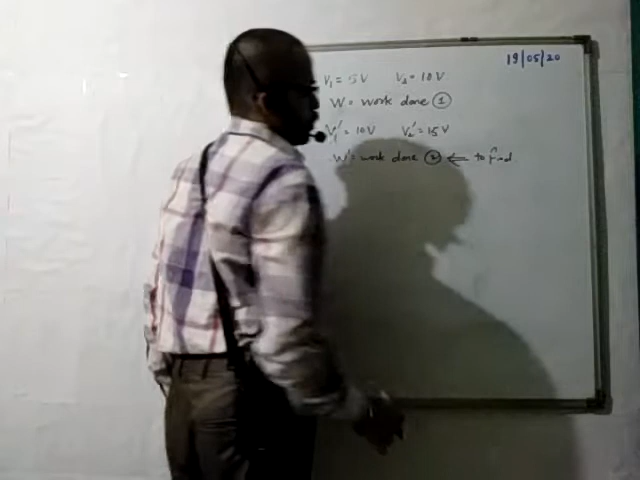 19/05/20
V₁ = 5V V₂ = 10V
W = work done ①
V₁' = 10V V₂' = 15V
W' = work done ② ⇐ to find